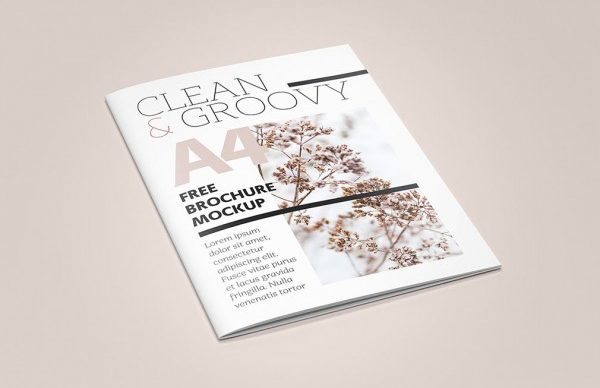 CLEAN
& GROOVY
A4
FREE
BROCHURE
MOCKUP
Lorem ipsum
dolor sit amet,
consectetur
adipiscing elit.
Fusce vitae purus
et lacus gravida
fringilla. Nulla
venenatis tortor